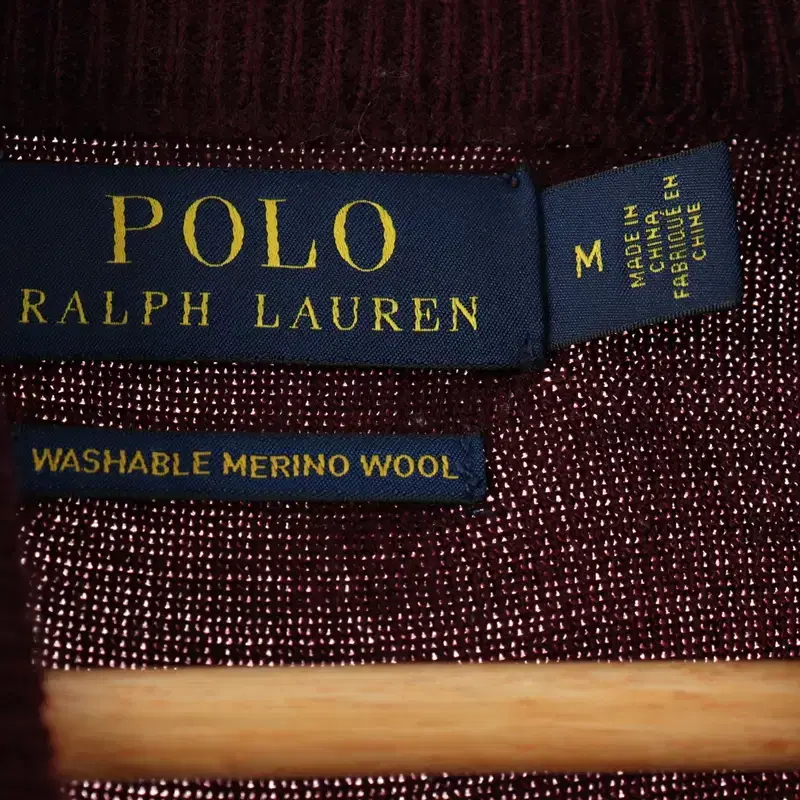 POLO
RALPH LAUREN
M
MADE IN
CHINA
FABRIQUÉ EN
CHINE
WASHABLE MERINO WOOL